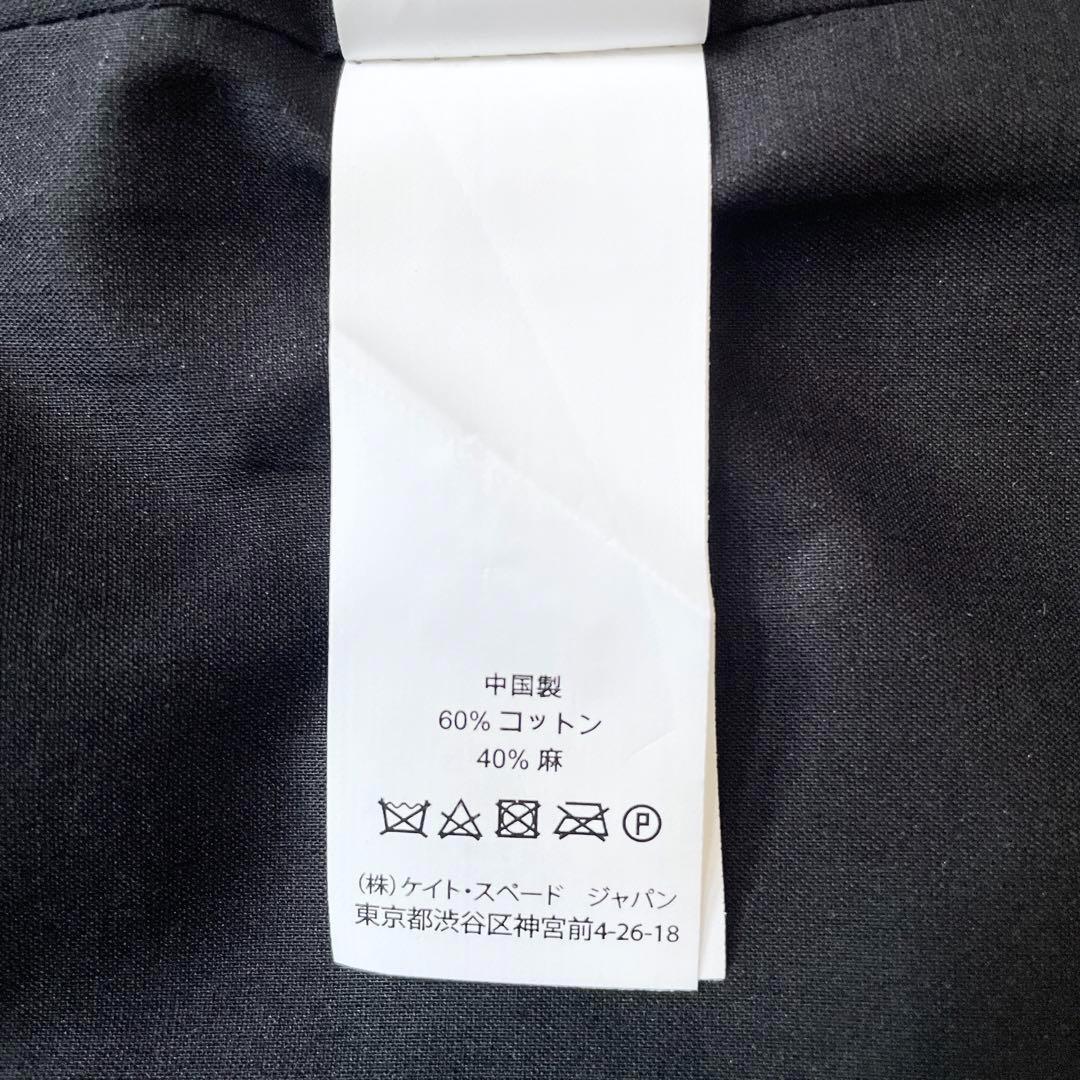 中国製
60% コットン
40% 麻
P
(株)ケイト・スペード ジャパン
東京都渋谷区神宮前4-26-18